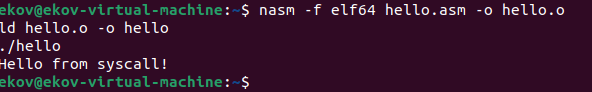 ekov@ekov-virtual-machine:~$ nasm -f elf64 hello.asm -o hello.o
ld hello.o -o hello
./hello
Hello from syscall!
ekov@ekov-virtual-machine:~$